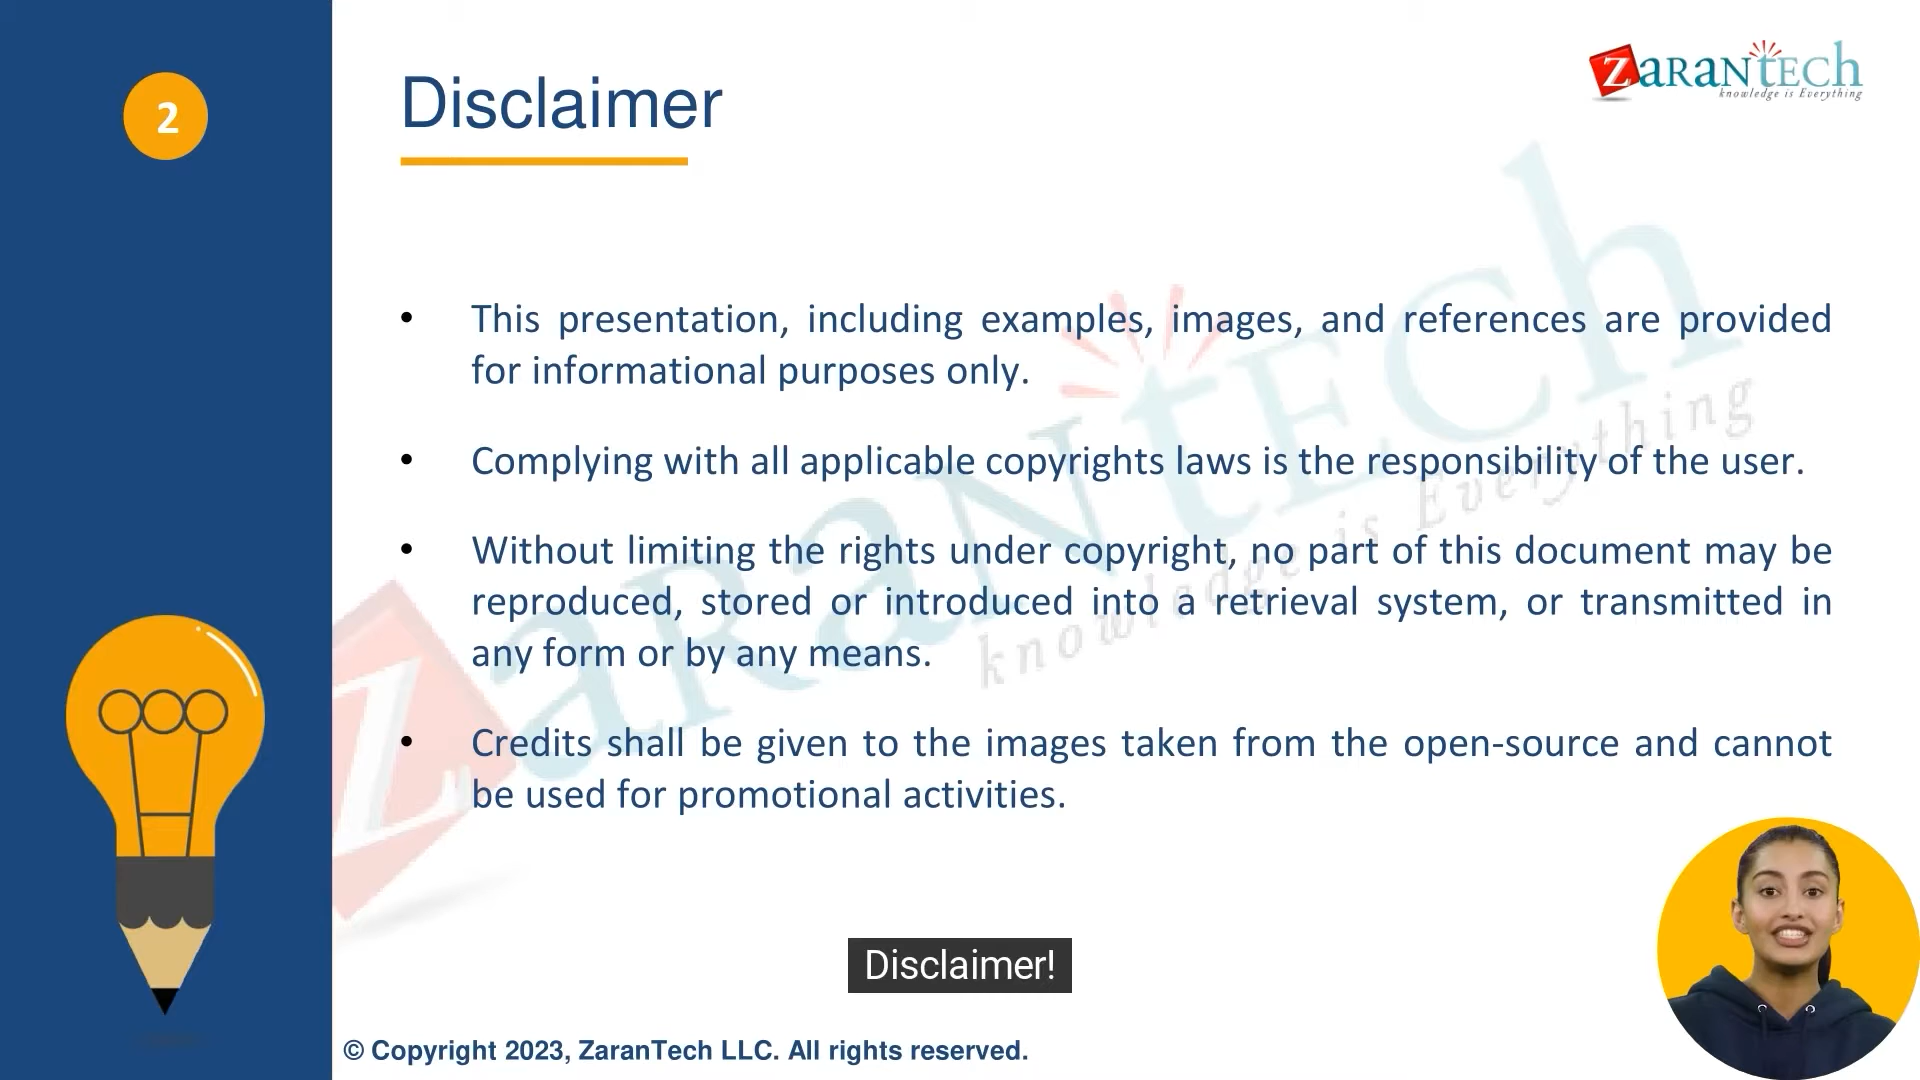 2
Disclaimer
ZaranTech
knowledge is Everything
• This presentation, including examples, images, and references are provided
for informational purposes only.
• Complying with all applicable copyrights laws is the responsibility of the user.
• Without limiting the rights under copyright, no part of this document may be
reproduced, stored or introduced into a retrieval system, or transmitted in
any form or by any means.
• Credits shall be given to the images taken from the open-source and cannot
be used for promotional activities.
ZaranTech
knowledge is Everything
Disclaimer!
© Copyright 2023, ZaranTech LLC. All rights reserved.